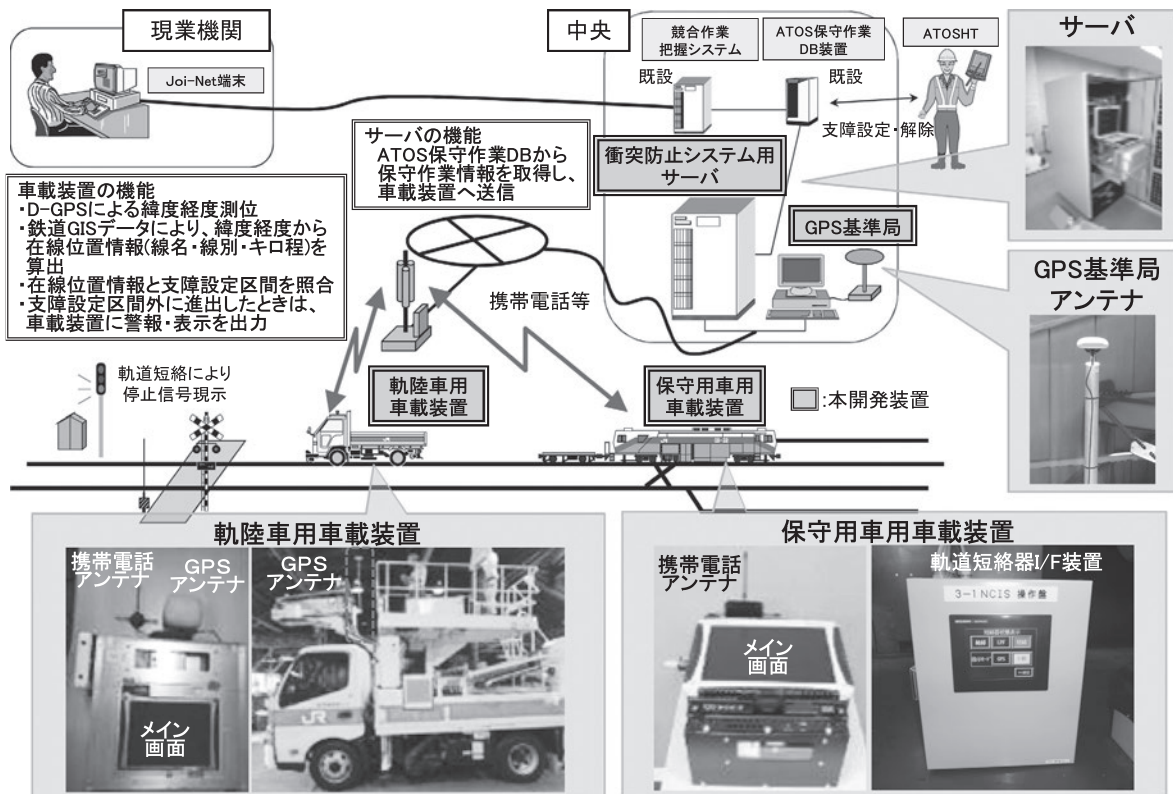 現業機関
Joi-Net端末
中央
競合作業
把握システム
ATOS保守作業
DB装置
ATOSHT
既設
既設
支障設定・解除
サーバ
サーバの機能
ATOS保守作業DBから
保守作業情報を取得し、
車載装置へ送信
衝突防止システム用
サーバ
GPS基準局
車載装置の機能
・D-GPSによる緯度経度測位
・鉄道GISデータにより、緯度経度から
在線位置情報(線名・線別・キロ程)を
算出
・在線位置情報と支障設定区間を照合
・支障設定区間外に進出したときは、
車載装置に警報・表示を出力
携帯電話等
GPS基準局
アンテナ
軌道短絡により
停止信号現示
軌陸車用
車載装置
保守用車用
車載装置
:本開発装置
軌陸車用車載装置
携帯電話
アンテナ
GPS
アンテナ
GPS
アンテナ
メイン
画面
JR
保守用車用車載装置
携帯電話
アンテナ
メイン
画面
軌道短絡器I/F装置
3-1 NCIS 操作盤